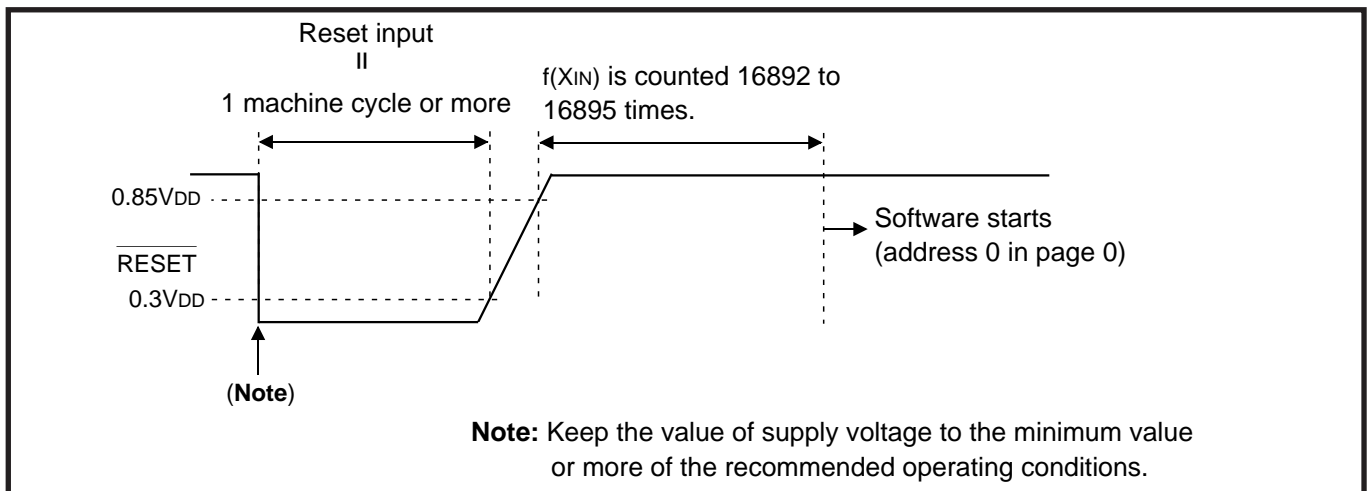 Reset input
=
1 machine cycle or more
f(XIN) is counted 16892 to
16895 times.
0.85VDD
RESET
0.3VDD
Software starts
(address 0 in page 0)
(Note)
Note: Keep the value of supply voltage to the minimum value
or more of the recommended operating conditions.